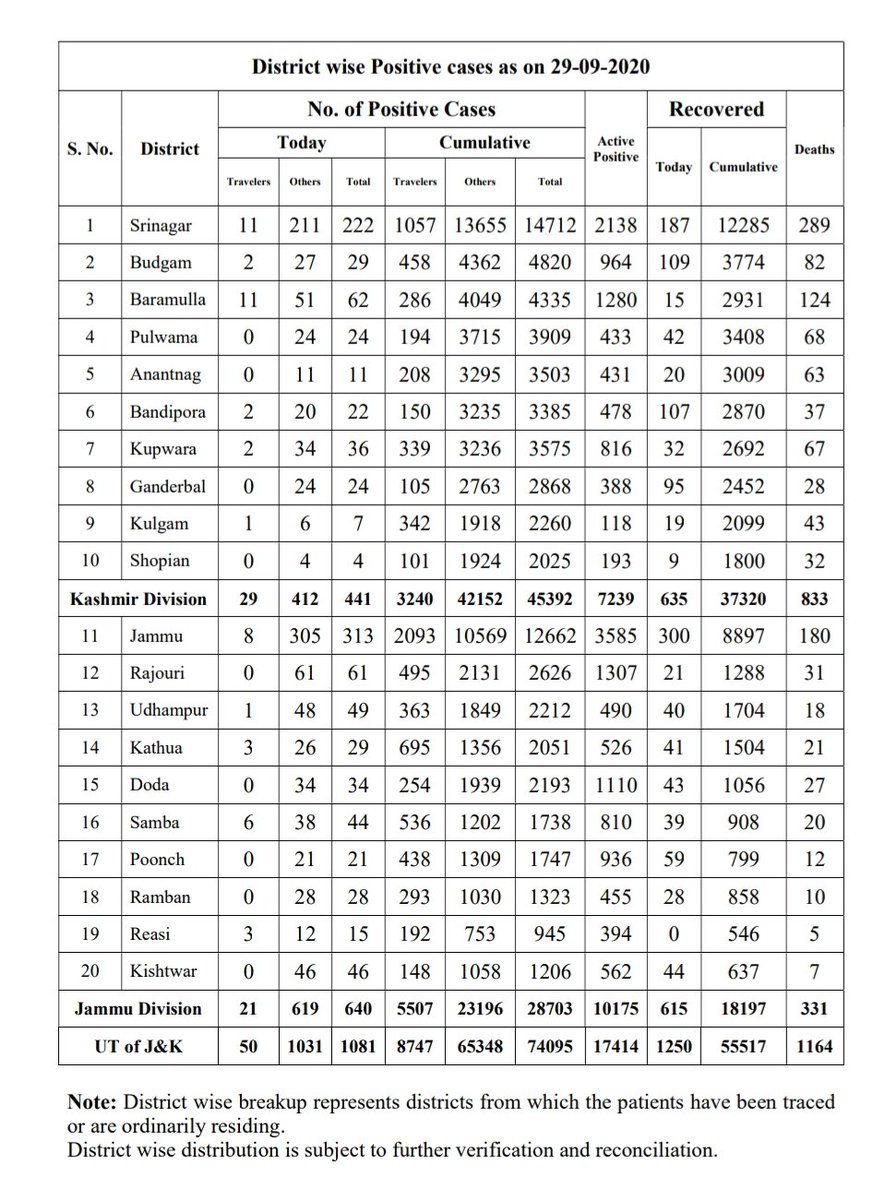 District wise Positive cases as on 29-09-2020
S. No. District No. of Positive Cases Active Positive Recovered Deaths
Today Cumulative Today Cumulative
Travelers Others Total Travelers Others Total
1 Srinagar 11 211 222 1057 13655 14712 2138 187 12285 289
2 Budgam 2 27 29 458 4362 4820 964 109 3774 82
3 Baramulla 11 51 62 286 4049 4335 1280 15 2931 124
4 Pulwama 0 24 24 194 3715 3909 433 42 3408 68
5 Anantnag 0 11 11 208 3295 3503 431 20 3009 63
6 Bandipora 2 20 22 150 3235 3385 478 107 2870 37
7 Kupwara 2 34 36 339 3236 3575 816 32 2692 67
8 Ganderbal 0 24 24 105 2763 2868 388 95 2452 28
9 Kulgam 1 6 7 342 1918 2260 118 19 2099 43
10 Shopian 0 4 4 101 1924 2025 193 9 1800 32
Kashmir Division 29 412 441 3240 42152 45392 7239 635 37320 833
11 Jammu 8 305 313 2093 10569 12662 3585 300 8897 180
12 Rajouri 0 61 61 495 2131 2626 1307 21 1288 31
13 Udhampur 1 48 49 363 1849 2212 490 40 1704 18
14 Kathua 3 26 29 695 1356 2051 526 41 1504 21
15 Doda 0 34 34 254 1939 2193 1110 43 1056 27
16 Samba 6 38 44 536 1202 1738 810 39 908 20
17 Poonch 0 21 21 438 1309 1747 936 59 799 12
18 Ramban 0 28 28 293 1030 1323 455 28 858 10
19 Reasi 3 12 15 192 753 945 394 0 546 5
20 Kishtwar 0 46 46 148 1058 1206 562 44 637 7
Jammu Division 21 619 640 5507 23196 28703 10175 615 18197 331
UT of J&K 50 1031 1081 8747 65348 74095 17414 1250 55517 1164
Note: District wise breakup represents districts from which the patients have been traced
or are ordinarily residing.
District wise distribution is subject to further verification and reconciliation.